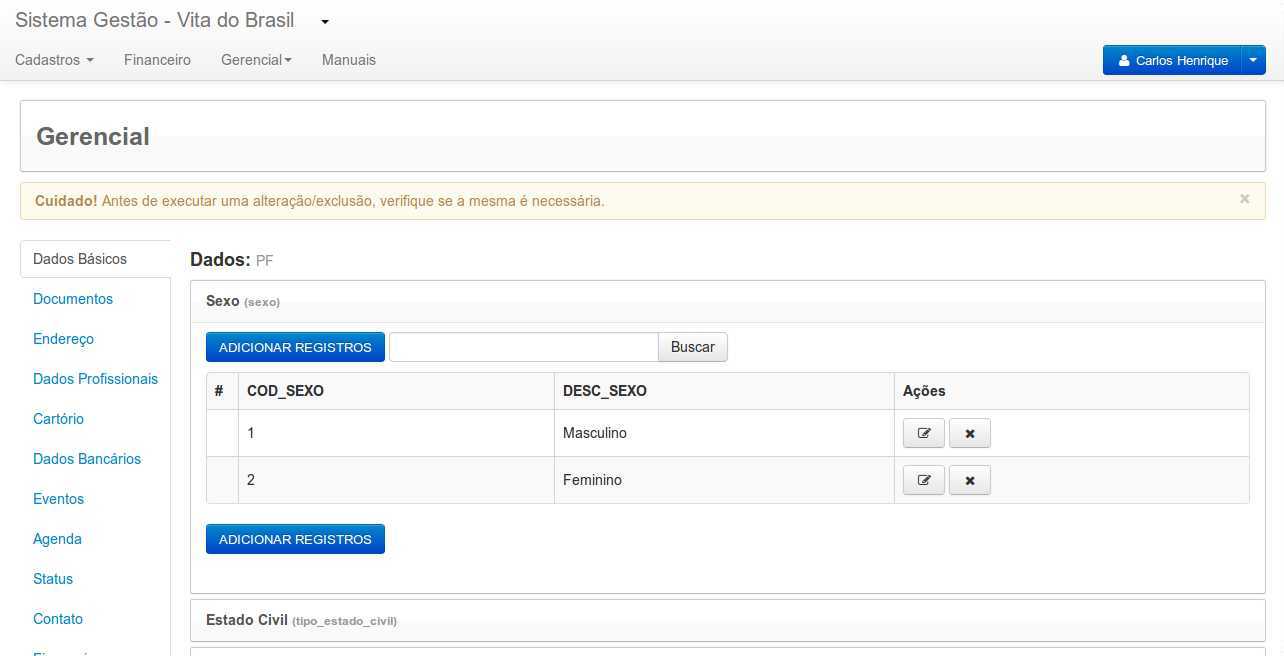 Sistema Gestão - Vita do Brasil
Cadastros Financeiro Gerencial Manuais Carlos Henrique
Gerencial
Cuidado! Antes de executar uma alteração/exclusão, verifique se a mesma é necessária. ×
Dados Básicos
Documentos
Endereço
Dados Profissionais
Cartório
Dados Bancários
Eventos
Agenda
Status
Contato
Dados: PF
Sexo (sexo)
ADICIONAR REGISTROS Buscar
# COD_SEXO DESC_SEXO Ações
1 Masculino
2 Feminino
ADICIONAR REGISTROS
Estado Civil (tipo_estado_civil)